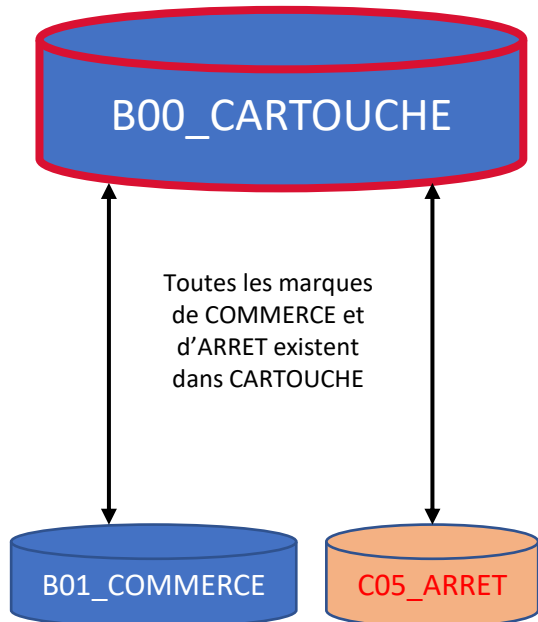 B00_CARTOUCHE
Toutes les marques
de COMMERCE et
d’ARRET existent
dans CARTOUCHE
B01_COMMERCE
C05_ARRET